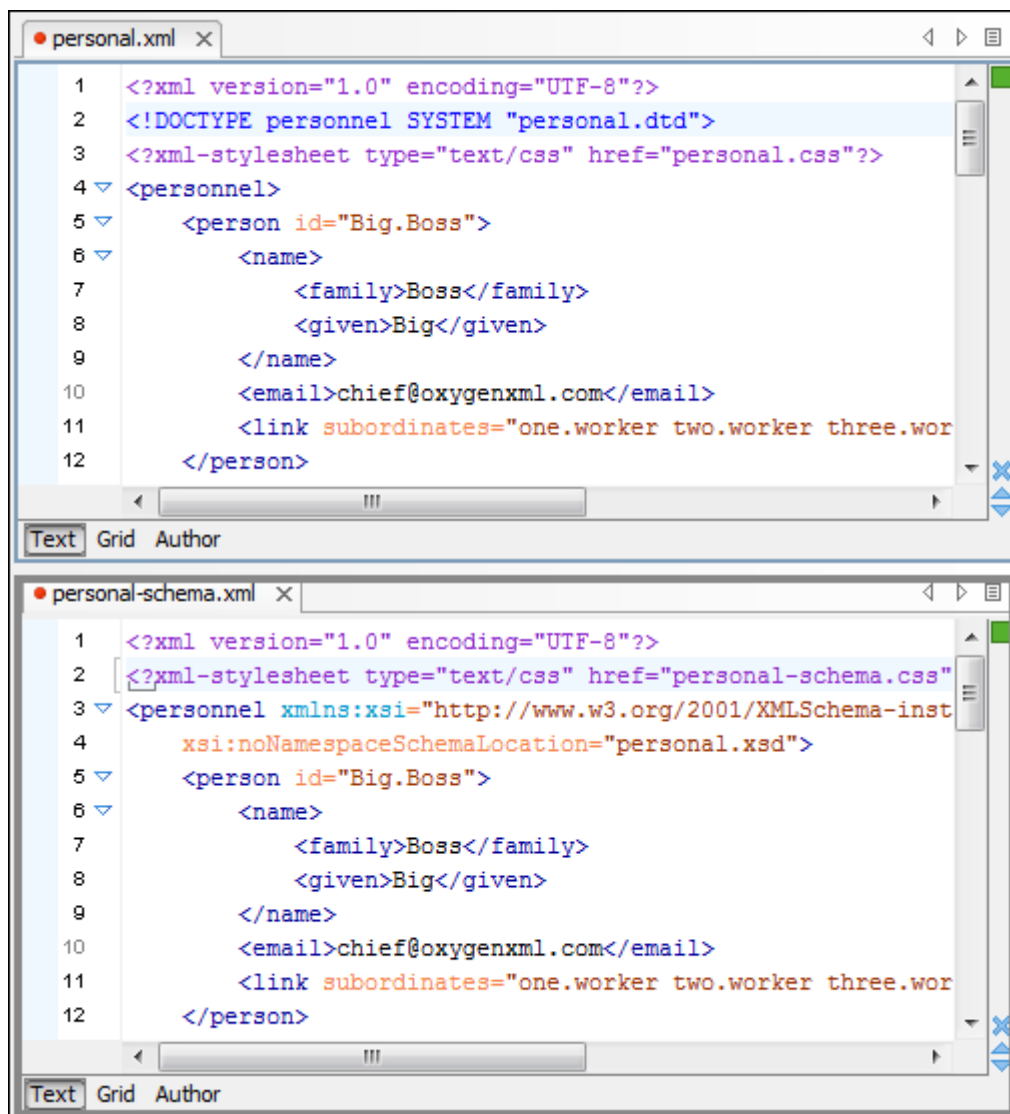 personal.xml
1 <?xml version="1.0" encoding="UTF-8"?>
2 <!DOCTYPE personnel SYSTEM "personal.dtd">
3 <?xml-stylesheet type="text/css" href="personal.css"?>
4 <personnel>
5 <person id="Big.Boss">
6 <name>
7 <family>Boss</family>
8 <given>Big</given>
9 </name>
10 <email>chief@oxygenxml.com</email>
11 <link subordinates="one.worker two.worker three.wor
12 </person>
Text Grid Author
personal-schema.xml
1 <?xml version="1.0" encoding="UTF-8"?>
2 <?xml-stylesheet type="text/css" href="personal-schema.css"
3 <personnel xmlns:xsi="http://www.w3.org/2001/XMLSchema-inst
4 xsi:noNamespaceSchemaLocation="personal.xsd">
5 <person id="Big.Boss">
6 <name>
7 <family>Boss</family>
8 <given>Big</given>
9 </name>
10 <email>chief@oxygenxml.com</email>
11 <link subordinates="one.worker two.worker three.wor
12 </person>
Text Grid Author